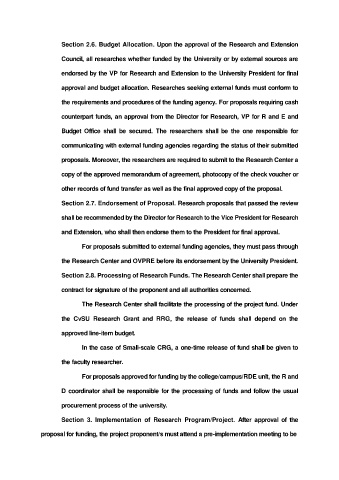 Section 2.6. Budget Allocation. Upon the approval of the Research and Extension
Council, all researches whether funded by the University or by external sources are
endorsed by the VP for Research and Extension to the University President for final
approval and budget allocation. Researches seeking external funds must conform to
the requirements and procedures of the funding agency. For proposals requiring cash
counterpart funds, an approval from the Director for Research, VP for R and E and
Budget Office shall be secured. The researchers shall be the one responsible for
communicating with external funding agencies regarding the status of their submitted
proposals. Moreover, the researchers are required to submit to the Research Center a
copy of the approved memorandum of agreement, photocopy of the check voucher or
other records of fund transfer as well as the final approved copy of the proposal.
Section 2.7. Endorsement of Proposal. Research proposals that passed the review
shall be recommended by the Director for Research to the Vice President for Research
and Extension, who shall then endorse them to the President for final approval.
For proposals submitted to external funding agencies, they must pass through
the Research Center and OVPRE before its endorsement by the University President.
Section 2.8. Processing of Research Funds. The Research Center shall prepare the
contract for signature of the proponent and all authorities concerned.
The Research Center shall facilitate the processing of the project fund. Under
the CvSU Research Grant and RRG, the release of funds shall depend on the
approved line-item budget.
In the case of Small-scale CRG, a one-time release of fund shall be given to
the faculty researcher.
For proposals approved for funding by the college/campus/RDE unit, the R and
D coordinator shall be responsible for the processing of funds and follow the usual
procurement process of the university.
Section 3. Implementation of Research Program/Project. After approval of the
proposal for funding, the project proponent/s must attend a pre-implementation meeting to be